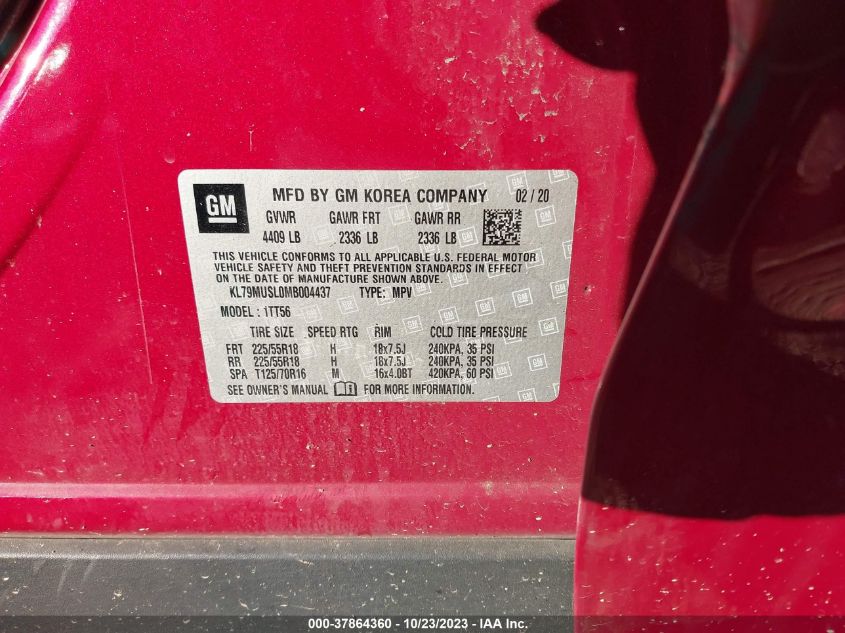 GM MFD BY GM KOREA COMPANY 02/20
GVWR GAWR FRT GAWR RR
4409 LB 2336 LB 2336 LB
THIS VEHICLE CONFORMS TO ALL APPLICABLE U.S. FEDERAL MOTOR
VEHICLE SAFETY AND THEFT PREVENTION STANDARDS IN EFFECT
ON THE DATE OF MANUFACTURE SHOWN ABOVE.
KL79MUSL0MB004437 TYPE: MPV
MODEL: 1TT56
TIRE SIZE SPEED RTG RIM COLD TIRE PRESSURE
FRT 225/55R18 H 18x7.5J 240KPA, 35 PSI
RR 225/55R18 H 18x7.5J 240KPA, 35 PSI
SPA T125/70R16 M 16x4.0BT 420KPA, 60 PSI
SEE OWNER'S MANUAL FOR MORE INFORMATION.
000-37864360 - 10/23/2023 - IAA Inc.